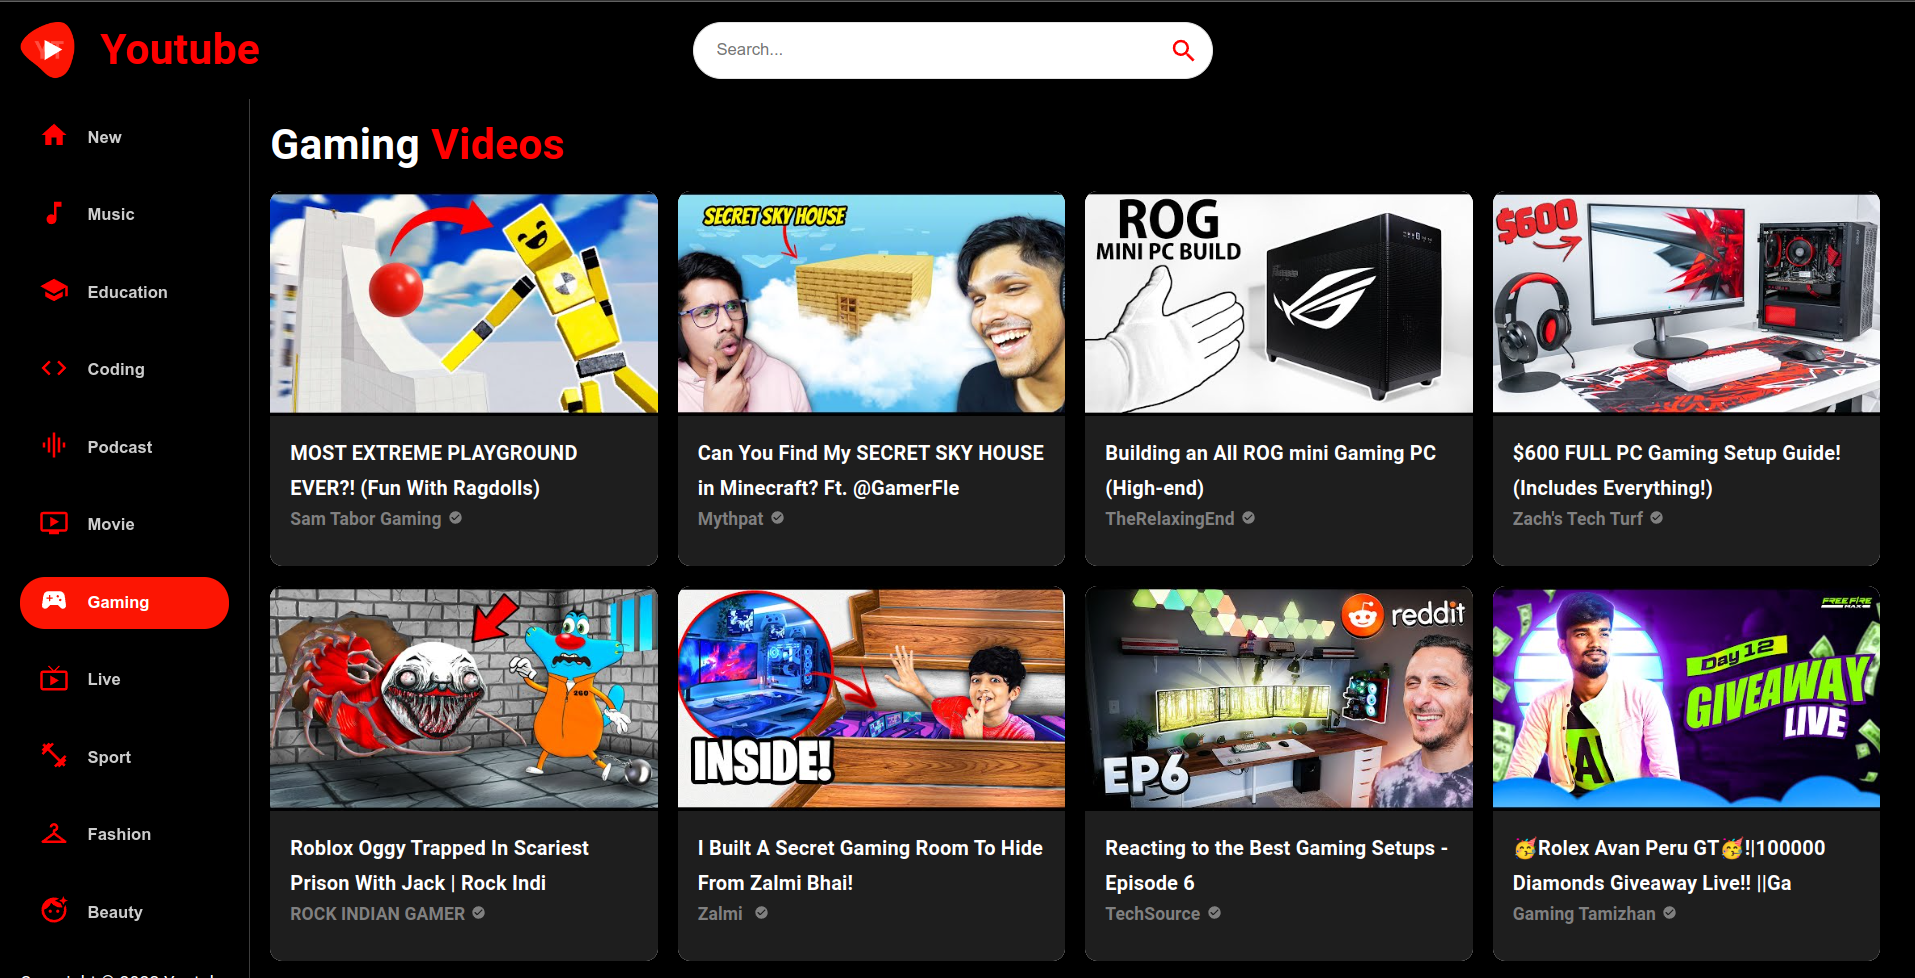 Youtube
Search...
New
Music
Education
Coding
Podcast
Movie
Gaming
Live
Sport
Fashion
Beauty
Gaming Videos
MOST EXTREME PLAYGROUND
EVER?! (Fun With Ragdolls)
Sam Tabor Gaming
SECRET SKY HOUSE
Can You Find My SECRET SKY HOUSE
in Minecraft? Ft. @GamerFle
Mythpat
ROG
MINI PC BUILD
Building an All ROG mini Gaming PC
(High-end)
TheRelaxingEnd
$600
$600 FULL PC Gaming Setup Guide!
(Includes Everything!)
Zach's Tech Turf
Roblox Oggy Trapped In Scariest
Prison With Jack | Rock Indi
ROCK INDIAN GAMER
INSIDE!
I Built A Secret Gaming Room To Hide
From Zalmi Bhai!
Zalmi
reddit
EP6
Reacting to the Best Gaming Setups -
Episode 6
TechSource
FREE FIRE
MAX
Day 12
GIVEAWAY
LIVE
🥳Rolex Avan Peru GT🥳!|100000
Diamonds Giveaway Live!! ||Ga
Gaming Tamizhan